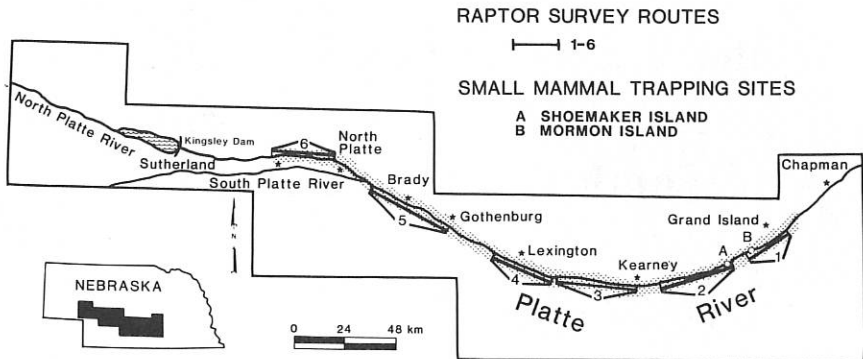 RAPTOR SURVEY ROUTES
1-6
SMALL MAMMAL TRAPPING SITES
A SHOEMAKER ISLAND
B MORMON ISLAND
North Platte River
Kingsley Dam
Sutherland
South Platte River
6
North
Platte
Brady
5
Gothenburg
Lexington
4
3
Kearney
2
A
B
1
Grand Island
Chapman
Platte River
N
NEBRASKA
0 24 48 km